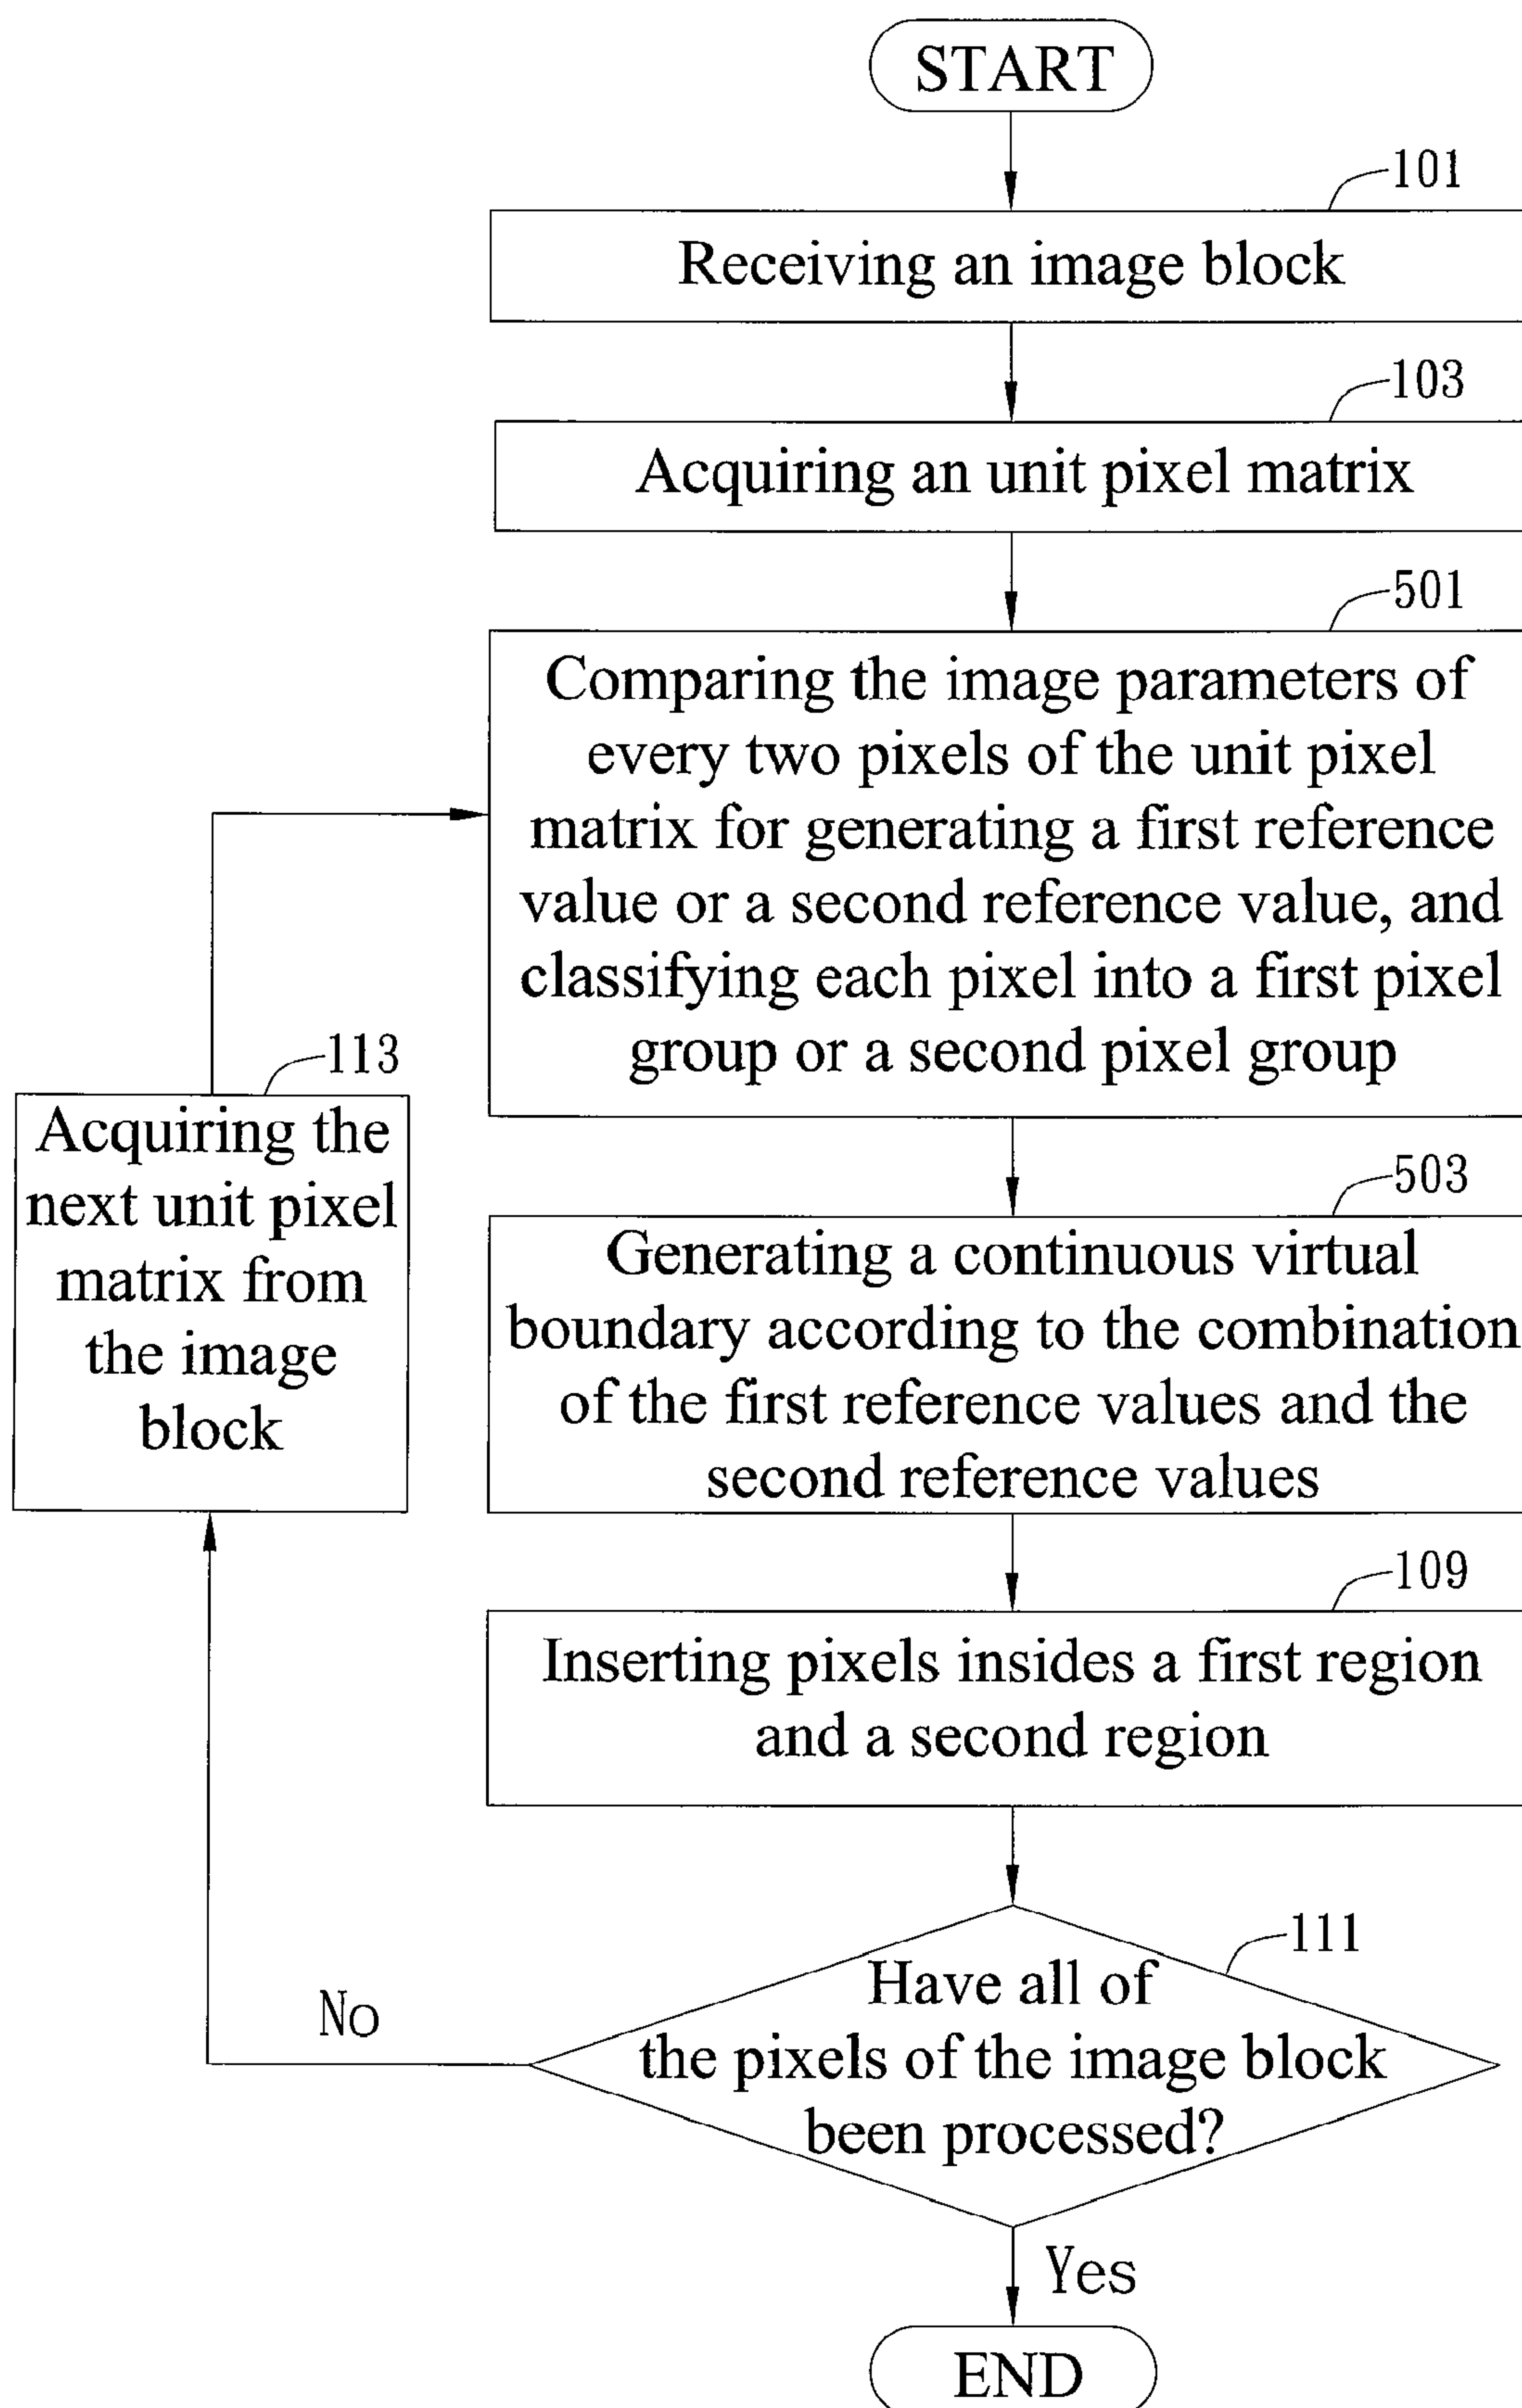 START
101
Receiving an image block
103
Acquiring an unit pixel matrix
501
Comparing the image parameters of
every two pixels of the unit pixel
matrix for generating a first reference
value or a second reference value, and
classifying each pixel into a first pixel
group or a second pixel group
113
Acquiring the
next unit pixel
matrix from
the image
block
503
Generating a continuous virtual
boundary according to the combination
of the first reference values and the
second reference values
109
Inserting pixels insides a first region
and a second region
111
Have all of
the pixels of the image block
been processed?
No
Yes
END